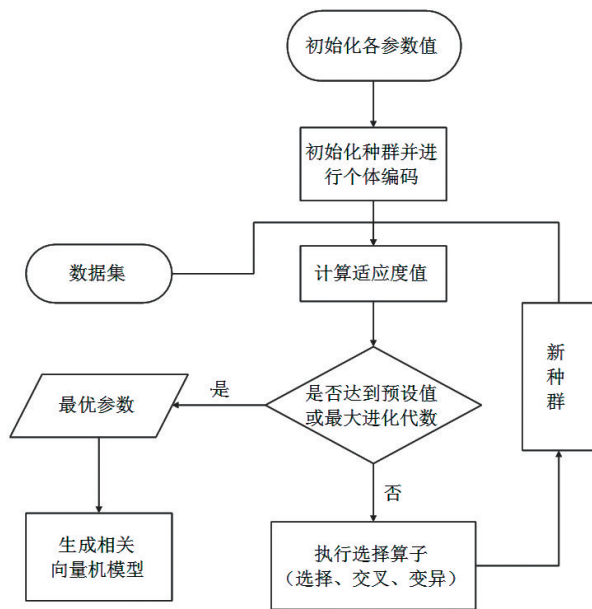 初始化各参数值
初始化种群并进
行个体编码
数据集
计算适应度值
新
种
群
是否达到预设值
或最大进化代数
是
最优参数
否
生成相关
向量机模型
执行选择算子
（选择、交叉、变异）